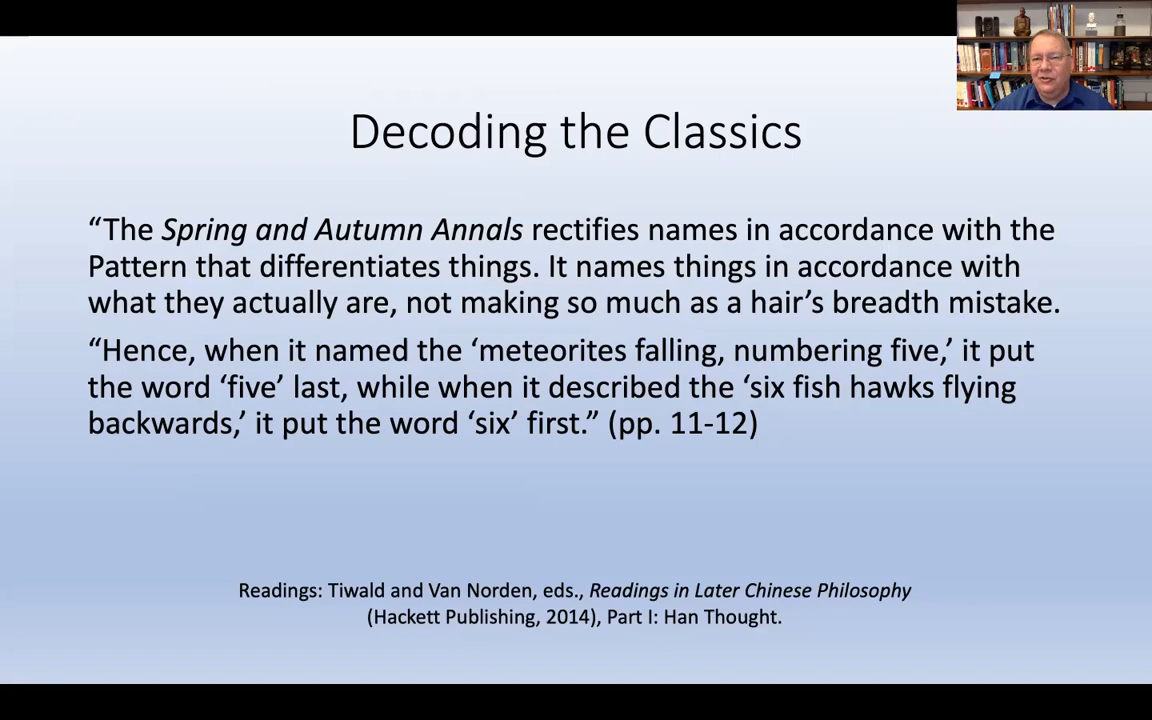 Decoding the Classics
“The Spring and Autumn Annals rectifies names in accordance with the
Pattern that differentiates things. It names things in accordance with
what they actually are, not making so much as a hair’s breadth mistake.
“Hence, when it named the ‘meteorites falling, numbering five,’ it put
the word ‘five’ last, while when it described the ‘six fish hawks flying
backwards,’ it put the word ‘six’ first.” (pp. 11-12)
Readings: Tiwald and Van Norden, eds., Readings in Later Chinese Philosophy
(Hackett Publishing, 2014), Part I: Han Thought.